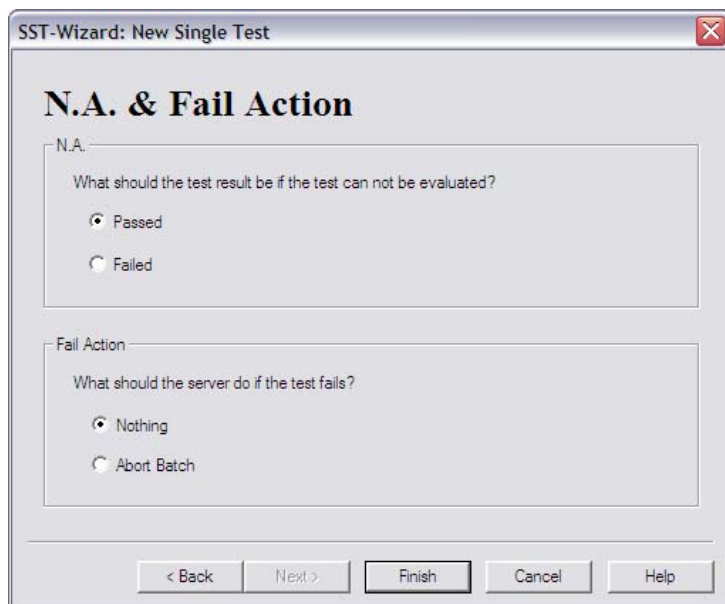 SST-Wizard: New Single Test
N.A. & Fail Action
N.A.
What should the test result be if the test can not be evaluated?
Passed
Failed
Fail Action
What should the server do if the test fails?
Nothing
Abort Batch
< Back Next > Finish Cancel Help